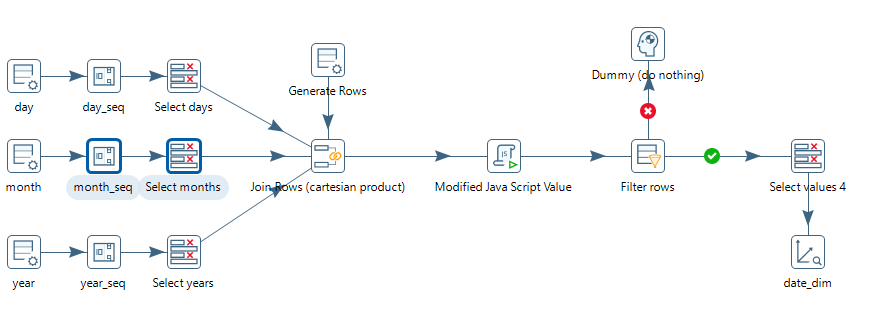 Dummy (do nothing)
Generate Rows
day
day_seq
Select days
month
month_seq
Select months
Join Rows (cartesian product)
JS
Modified Java Script Value
Filter rows
Select values 4
year
year_seq
Select years
date_dim